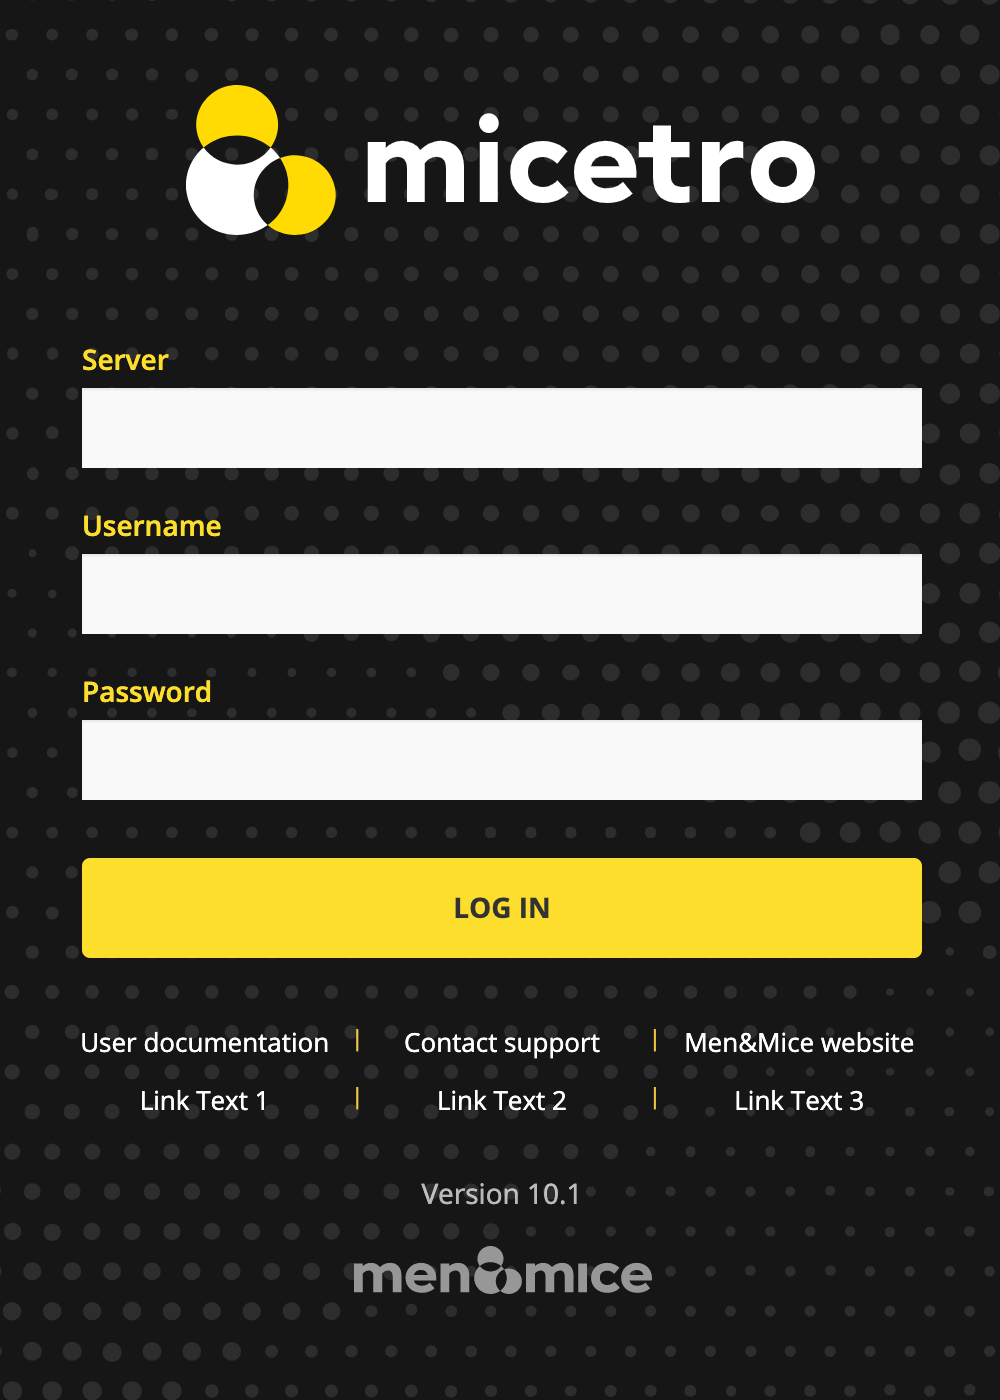 micetro
Server
Username
Password
LOG IN
User documentation | Contact support | Men&Mice website
Link Text 1 | Link Text 2 | Link Text 3
Version 10.1
men&mice